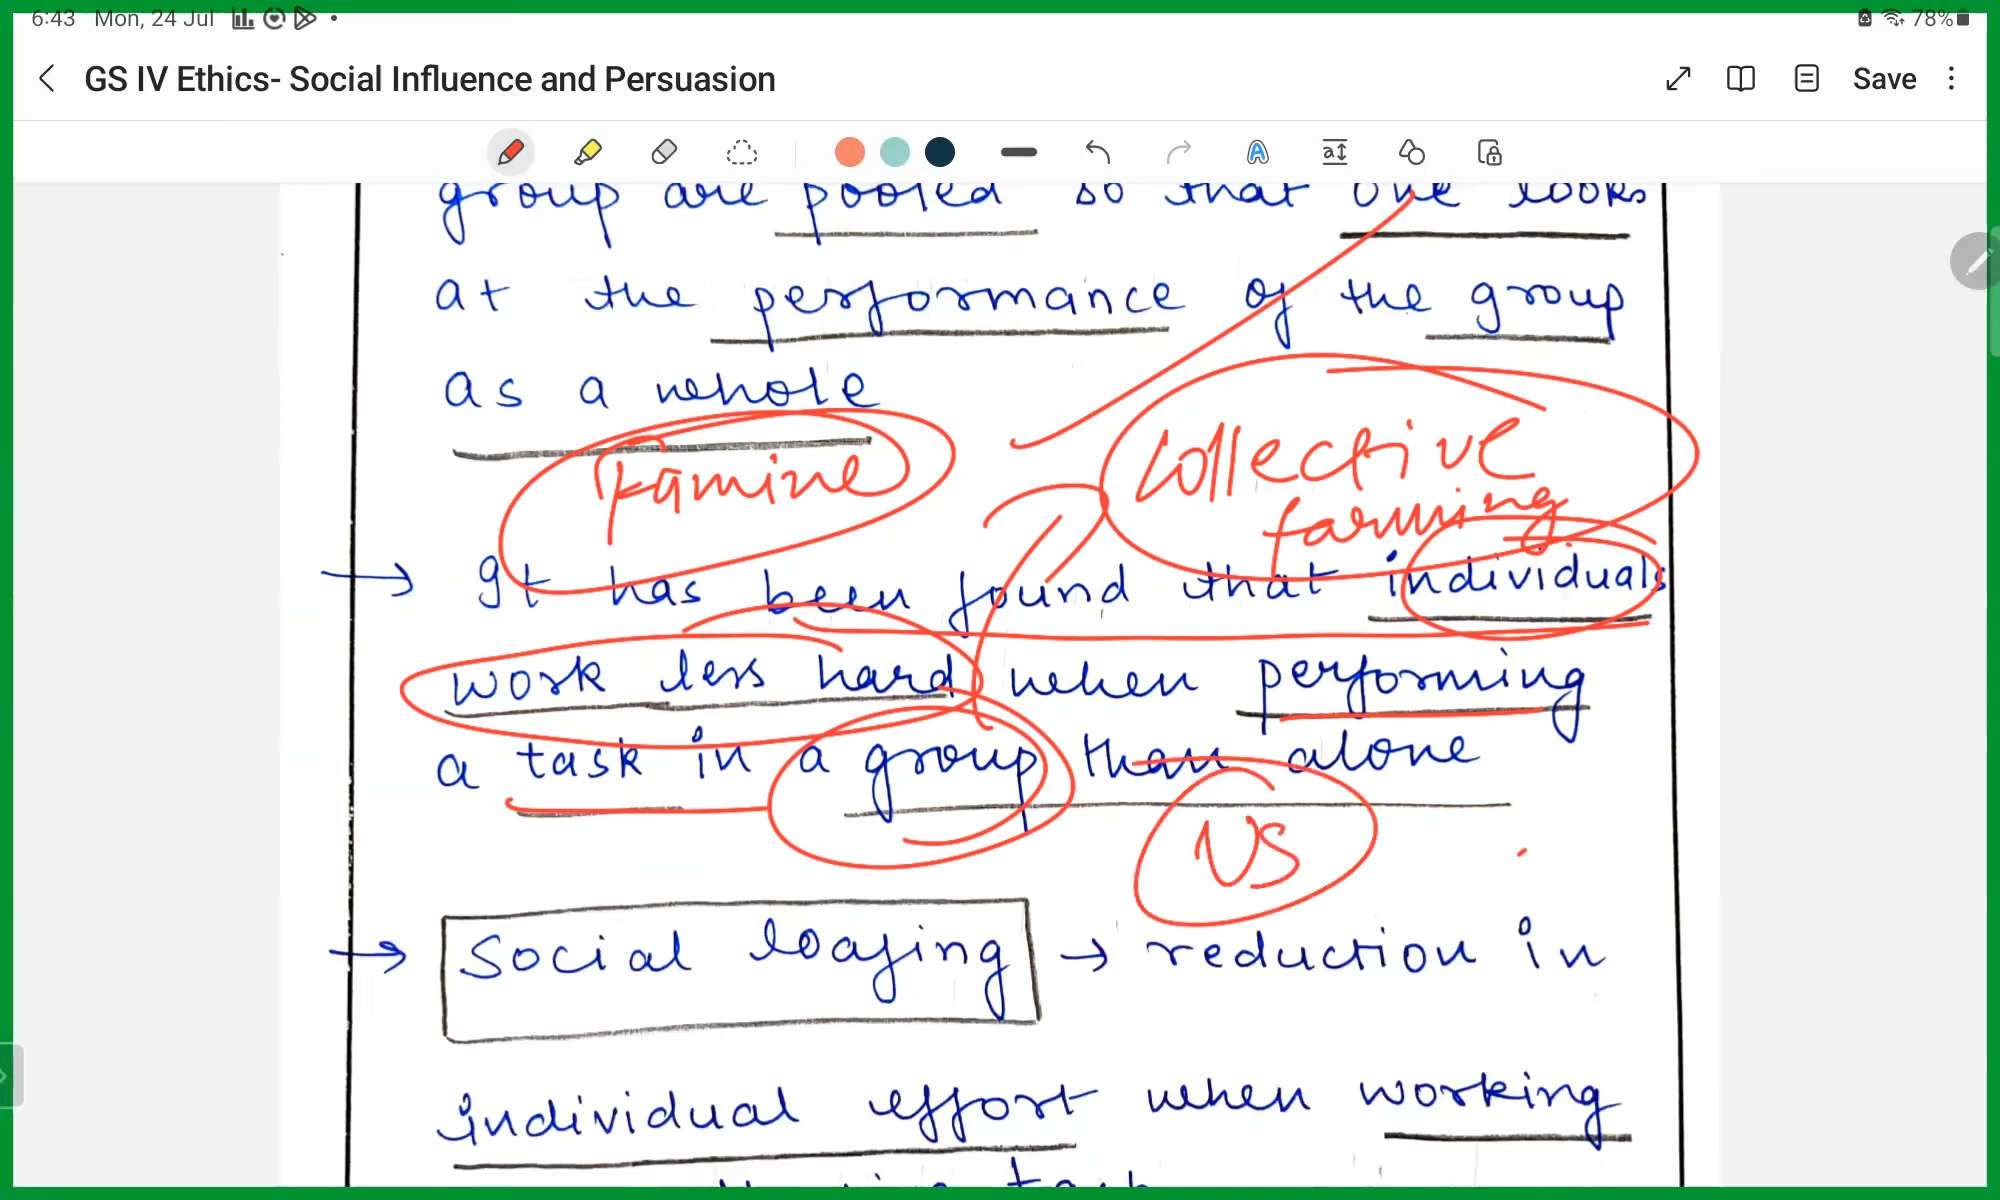 6:43 Mon, 24 Jul 78%
GS IV Ethics- Social Influence and Persuasion Save
group are pooled so that one looks
at the performance of the group
as a whole
Famine Collective
farming
→ It has been found that individuals
work less hard when performing
a task in a group than alone
US
→ Social loafing → reduction in
individual effort when working